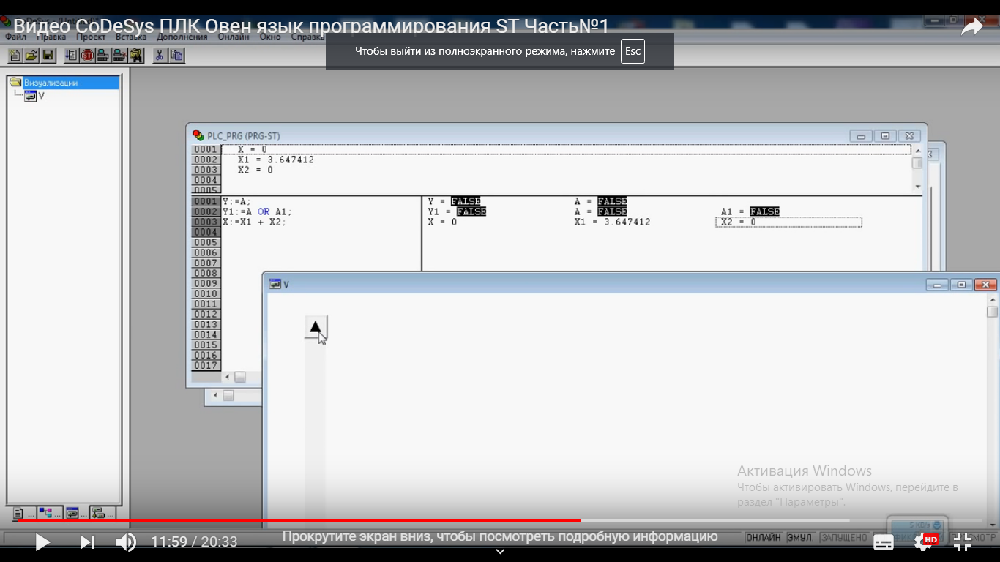 Видео CoDeSys ПЛК Овен язык программирования ST Часть№1
Файл Правка Проект Вставка Дополнения Онлайн Окно Справка
Чтобы выйти из полноэкранного режима, нажмите Esc
Визуализации
V
PLC_PRG (PRG-ST)
0001 X = 0
0002 X1 = 3.647412
0003 X2 = 0
0004
0005
0001 Y:=A; Y = FALSE A = FALSE
0002 Y1:=A OR A1; Y1 = FALSE A = FALSE A1 = FALSE
0003 X:=X1 + X2; X = 0 X1 = 3.647412 X2 = 0
0004
0005
0006
0007
0008
0009
0010
0011
0012
0013
0014
0015
0016
0017
V
Активация Windows
Чтобы активировать Windows, перейдите в
раздел "Параметры".
5 KB/s
11:59 / 20:33
Прокрутите экран вниз, чтобы посмотреть подробную информацию
ОНЛАЙН ЭМУЛ. ЗАПУЩЕНО
HD